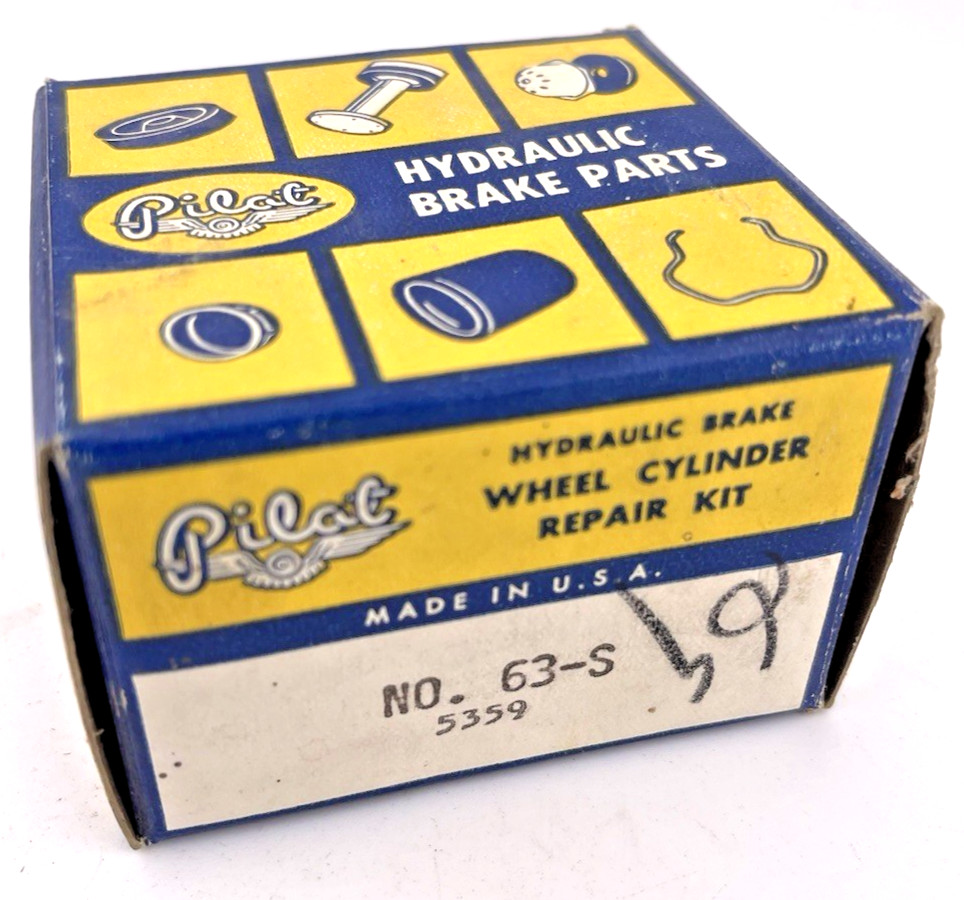 HYDRAULIC
BRAKE PARTS
Pilot
Pilot
HYDRAULIC BRAKE
WHEEL CYLINDER
REPAIR KIT
MADE IN U.S.A.
NO. 63-S
5359